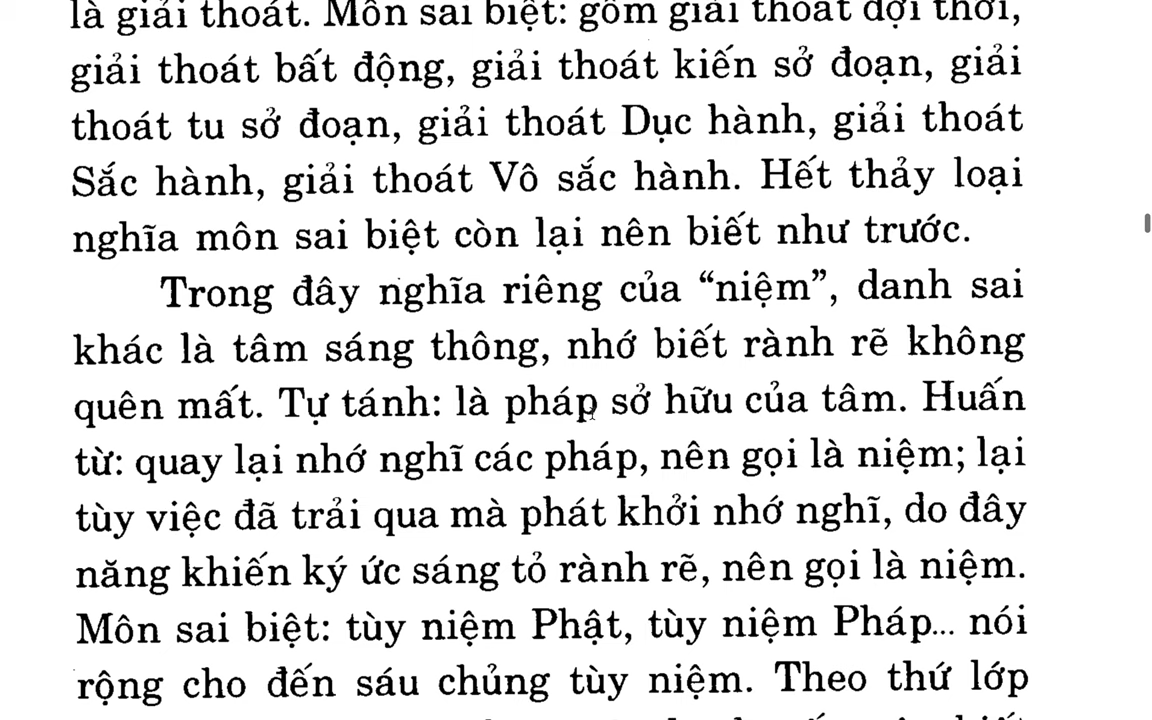 là giải thoát. Môn sai biệt: gồm giải thoát đợi thời,
giải thoát bất động, giải thoát kiến sở đoạn, giải
thoát tu sở đoạn, giải thoát Dục hành, giải thoát
Sắc hành, giải thoát Vô sắc hành. Hết thảy loại
nghĩa môn sai biệt còn lại nên biết như trước.
Trong đây nghĩa riêng của “niệm”, danh sai
khác là tâm sáng thông, nhớ biết rành rẽ không
quên mất. Tự tánh: là pháp sở hữu của tâm. Huấn
từ: quay lại nhớ nghĩ các pháp, nên gọi là niệm; lại
tùy việc đã trải qua mà phát khởi nhớ nghĩ, do đây
năng khiến ký ức sáng tỏ rành rẽ, nên gọi là niệm.
Môn sai biệt: tùy niệm Phật, tùy niệm Pháp... nói
rộng cho đến sáu chủng tùy niệm. Theo thứ lớp